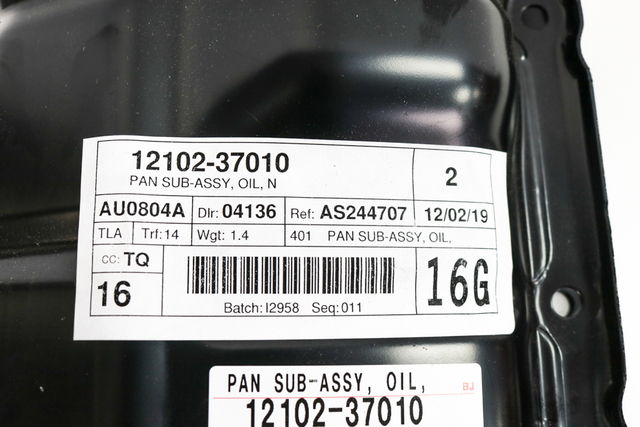 12102-37010 2
PAN SUB-ASSY, OIL, N
AU0804A Dlr: 04136 Ref: AS244707 12/02/19
TLA Trf: 14 Wgt: 1.4 401 PAN SUB-ASSY, OIL,
CC: TQ
16 16G
Batch: I2958 Seq: 011
PAN SUB-ASSY, OIL, BJ
12102-37010